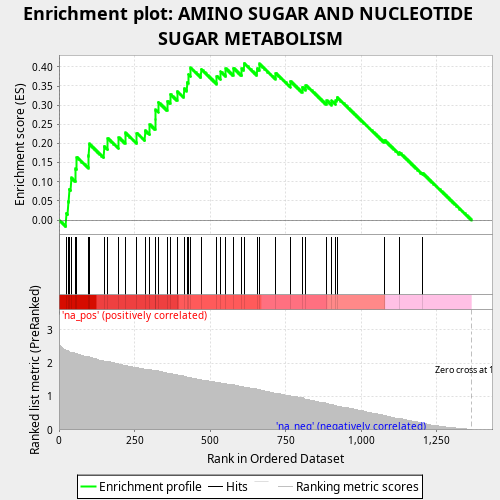 Enrichment plot: AMINO SUGAR AND NUCLEOTIDE
SUGAR METABOLISM
Enrichment score (ES)
0.40
0.35
0.30
0.25
0.20
0.15
0.10
0.05
0.00
'na_pos' (positively correlated)
Ranked list metric (PreRanked)
3
2
1
0
Zero cross at 1
'na_neg' (negatively correlated)
0
250
500
750
1,000
1,250
Rank in Ordered Dataset
Enrichment profile
Hits
Ranking metric scores